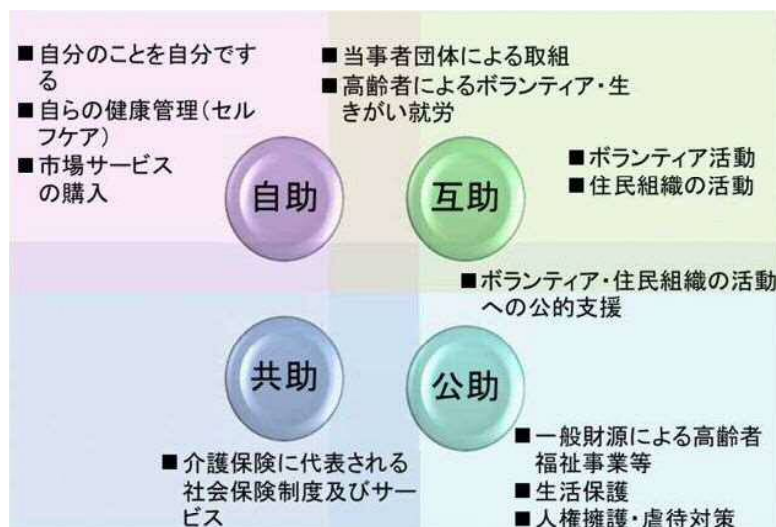 ■自分のことを自分です
る
■自らの健康管理(セル
フケア)
■市場サービス
の購入
■当事者団体による取組
■高齢者によるボランティア・生
きがい就労
■ボランティア活動
■住民組織の活動
自助
互助
■ボランティア・住民組織の活動
への公的支援
共助
公助
■介護保険に代表される
社会保険制度及びサー
ビス
■一般財源による高齢者
福祉事業等
■生活保護
■人権擁護・虐待対策